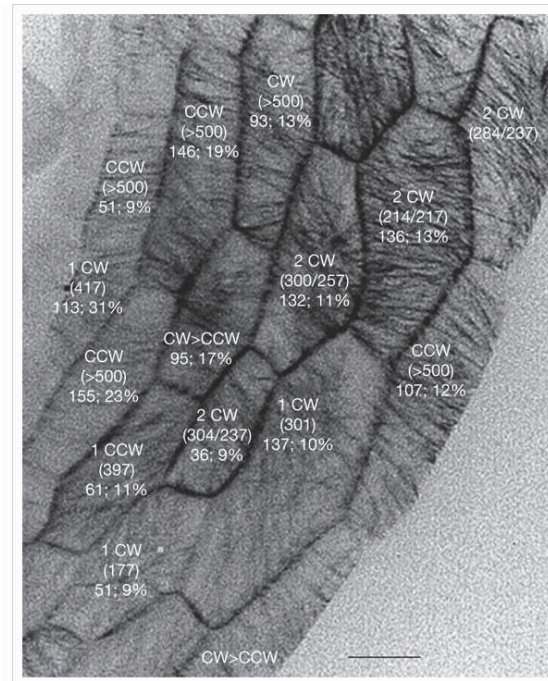 CW
(>500)
93; 13%
CCW
(>500)
146; 19%
2 CW
(284/237)
CCW
(>500)
51; 9%
2 CW
(214/217)
136; 13%
1 CW
(417)
113; 31%
2 CW
(300/257)
132; 11%
CW>CCW
95; 17%
CCW
(>500)
155; 23%
CCW
(>500)
107; 12%
2 CW
(304/237)
36; 9%
1 CW
(301)
137; 10%
1 CCW
(397)
61; 11%
1 CW
(177)
51; 9%
CW>CCW